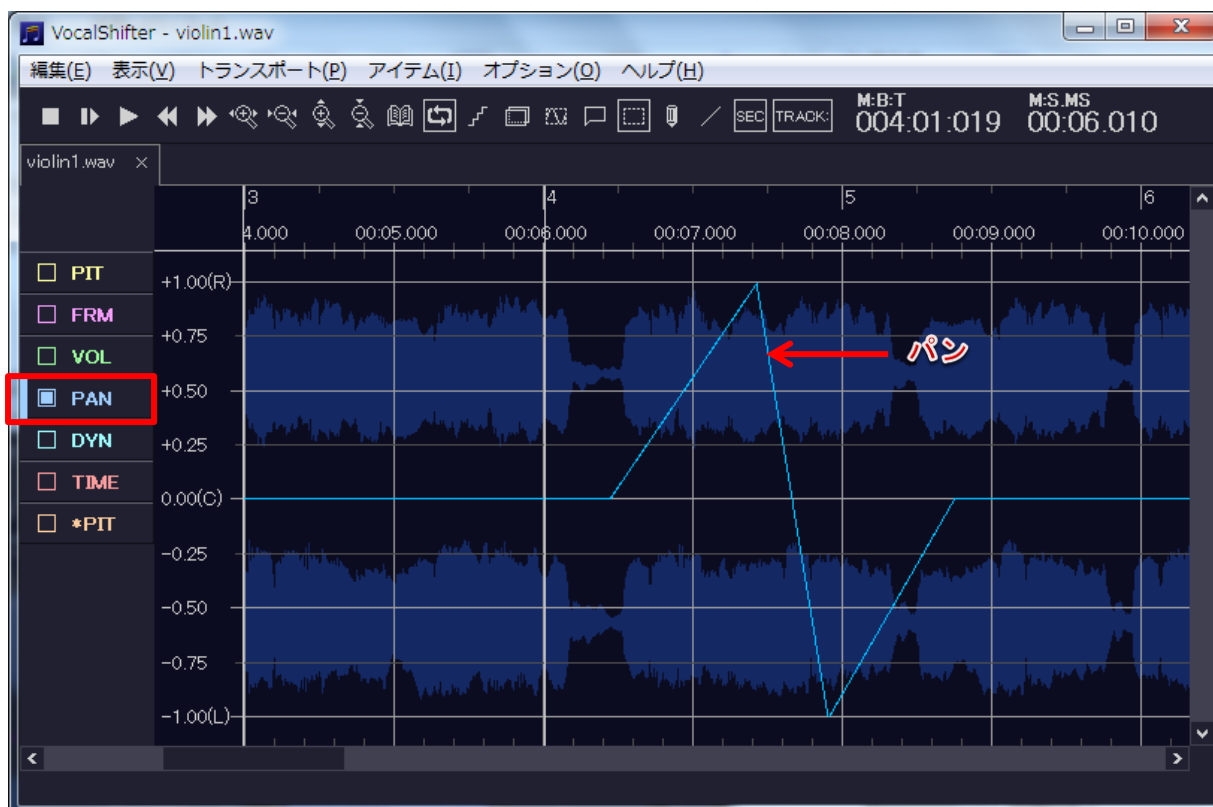 VocalShifter - violin1.wav
編集(E) 表示(V) トランスポート(P) アイテム(I) オプション(O) ヘルプ(H)
SEC TRACK: M:B:T 004:01:019 M:S.MS 00:06.010
violin1.wav ×
3 4 5 6
4.000 00:05.000 00:06.000 00:07.000 00:08.000 00:09.000 00:10.000
PIT
FRM
VOL
PAN
DYN
TIME
*PIT
+1.00(R)
+0.75
+0.50
+0.25
0.00(C)
-0.25
-0.50
-0.75
-1.00(L)
パン